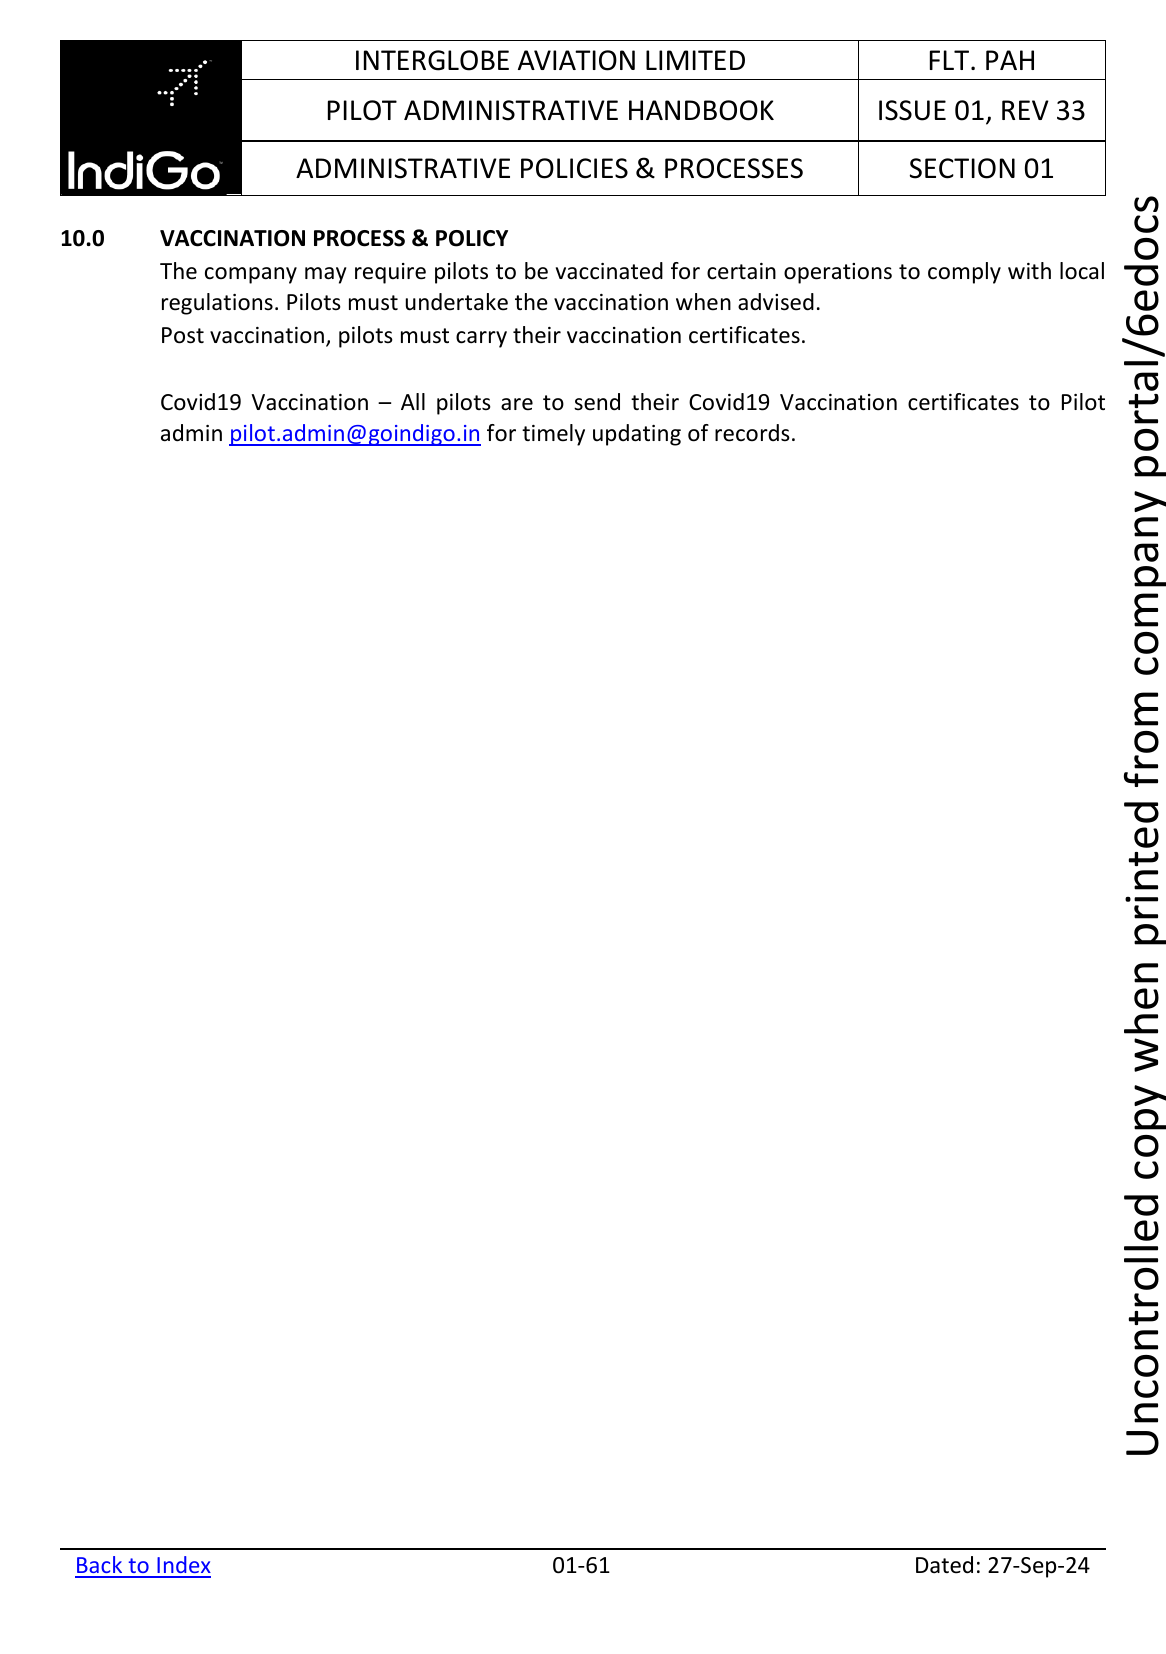 INTERGLOBE AVIATION LIMITED
FLT. PAH
PILOT ADMINISTRATIVE HANDBOOK
ISSUE 01, REV 33
IndiGo
ADMINISTRATIVE POLICIES & PROCESSES
SECTION 01
10.0 VACCINATION PROCESS & POLICY
The company may require pilots to be vaccinated for certain operations to comply with local
regulations. Pilots must undertake the vaccination when advised.
Post vaccination, pilots must carry their vaccination certificates.
Covid19 Vaccination – All pilots are to send their Covid19 Vaccination certificates to Pilot
admin pilot.admin@goindigo.in for timely updating of records.
Uncontrolled copy when printed from company portal/6edocs
Back to Index
01-61
Dated: 27-Sep-24